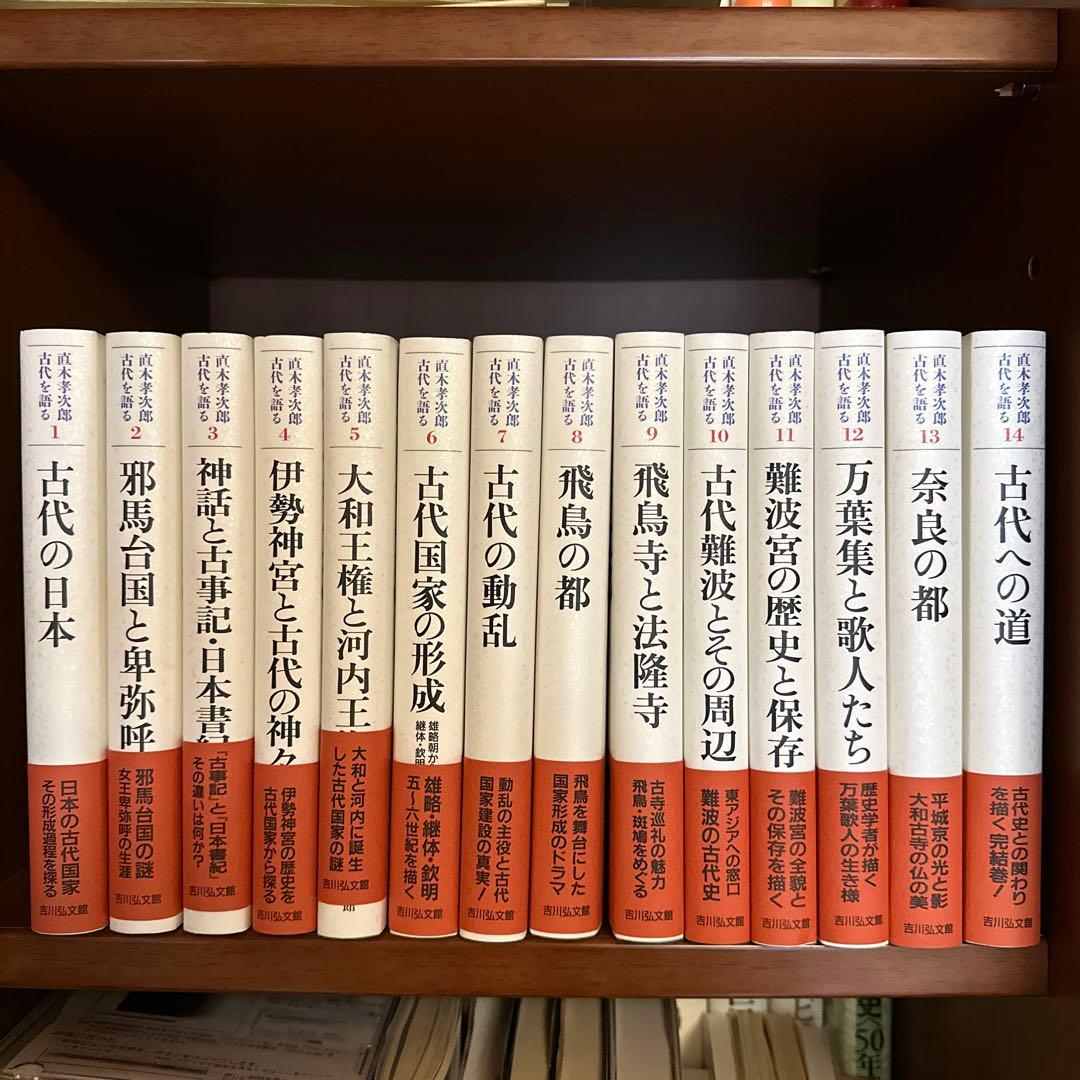 直木孝次郎
古代を語る
1
古代の日本
日本の古代国家
その形成過程を探る
吉川弘文館
直木孝次郎
古代を語る
2
邪馬台国と卑弥呼
邪馬台国の謎
女王卑弥呼の生涯
吉川弘文館
直木孝次郎
古代を語る
3
神話と古事記・日本書紀
『古事記』と『日本書紀』
その違いは何か?
吉川弘文館
直木孝次郎
古代を語る
4
伊勢神宮と古代の神々
伊勢神宮の歴史を
古代国家から探る
吉川弘文館
直木孝次郎
古代を語る
5
大和王権と河内王
大和と河内に誕生
した古代国家の謎
吉川弘文館
館
直木孝次郎
古代を語る
6
古代国家の形成
雄略朝か
継体・欽明
雄略・継体・欽明
五~六世紀を描く
吉川弘文館
直木孝次郎
古代を語る
7
古代の動乱
動乱の主役と古代
国家建設の真実!
吉川弘文館
直木孝次郎
古代を語る
8
飛鳥の都
飛鳥を舞台にした
国家形成のドラマ
吉川弘文館
直木孝次郎
古代を語る
9
飛鳥寺と法隆寺
古寺巡礼の魅力
飛鳥・斑鳩をめぐる
吉川弘文館
直木孝次郎
古代を語る
10
古代難波とその周辺
東アジアへの窓口
難波の古代史
吉川弘文館
直木孝次郎
古代を語る
11
難波宮の歴史と保存
難波宮の全貌と
その保存を描く
吉川弘文館
直木孝次郎
古代を語る
12
万葉集と歌人たち
歴史学者が描く
万葉歌人の生き様
吉川弘文館
直木孝次郎
古代を語る
13
奈良の都
平城京の光と影
大和古寺の仏の美
吉川弘文館
直木孝次郎
古代を語る
14
古代への道
古代史との関わり
を描く完結巻!
吉川弘文館
史50年